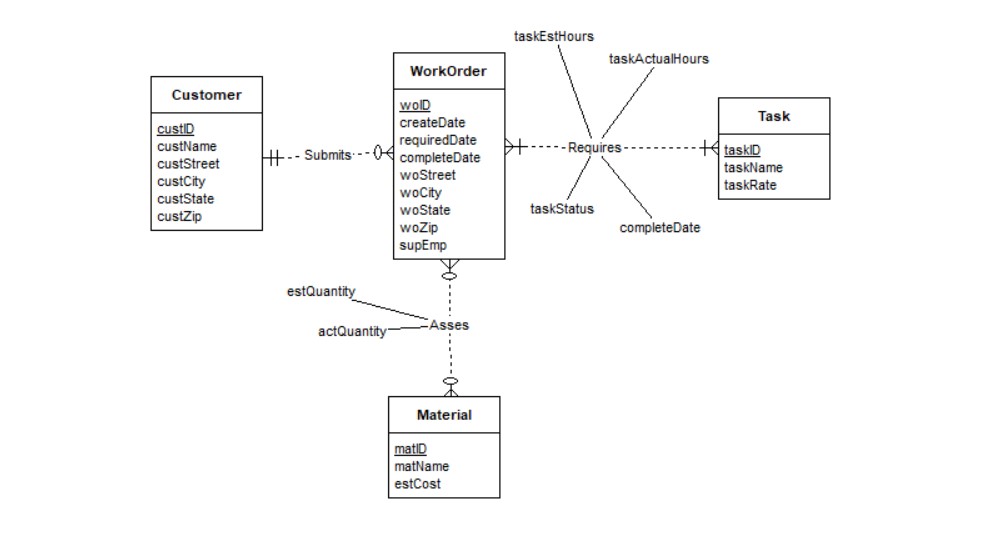 taskEstHours
taskActualHours
WorkOrder
woID
createDate
requiredDate
completeDate
woStreet
woCity
woState
woZip
supEmp
Customer
custID
custName
custStreet
custCity
custState
custZip
Submits
Requires
Task
taskID
taskName
taskRate
taskStatus
completeDate
estQuantity
actQuantity
Asses
Material
matID
matName
estCost